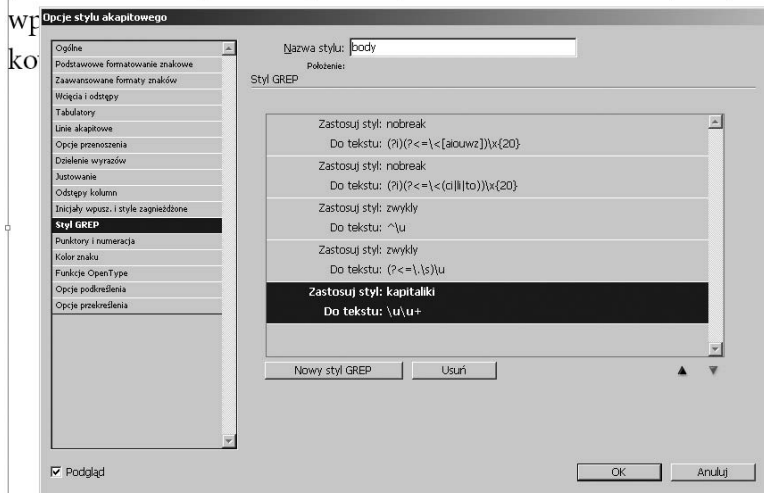 wp
ko
Opcje stylu akapitowego
Ogólne
Podstawowe formatowanie znakowe
Zaawansowane formaty znaków
Wcięcia i odstępy
Tabulatory
Linie akapitowe
Opcje przenoszenia
Dzielenie wyrazów
Justowanie
Odstępy kolumn
Inicjały wpusz. i style zagnieżdżone
Styl GREP
Punktory i numeracja
Kolor znaku
Funkcje OpenType
Opcje podkreślenia
Opcje przekreślenia
Podgląd
Nazwa stylu: body
Położenie:
Styl GREP
Zastosuj styl: nobreak
Do tekstu: (?i)(?<=\<[aiouwz])\x{20}
Zastosuj styl: nobreak
Do tekstu: (?i)(?<=\<(ci|li|to))\x{20}
Zastosuj styl: zwykly
Do tekstu: ^\u
Zastosuj styl: zwykly
Do tekstu: (?<=\.\s)\u
Zastosuj styl: kapitaliki
Do tekstu: \u\u+
Nowy styl GREP Usuń
OK Anuluj